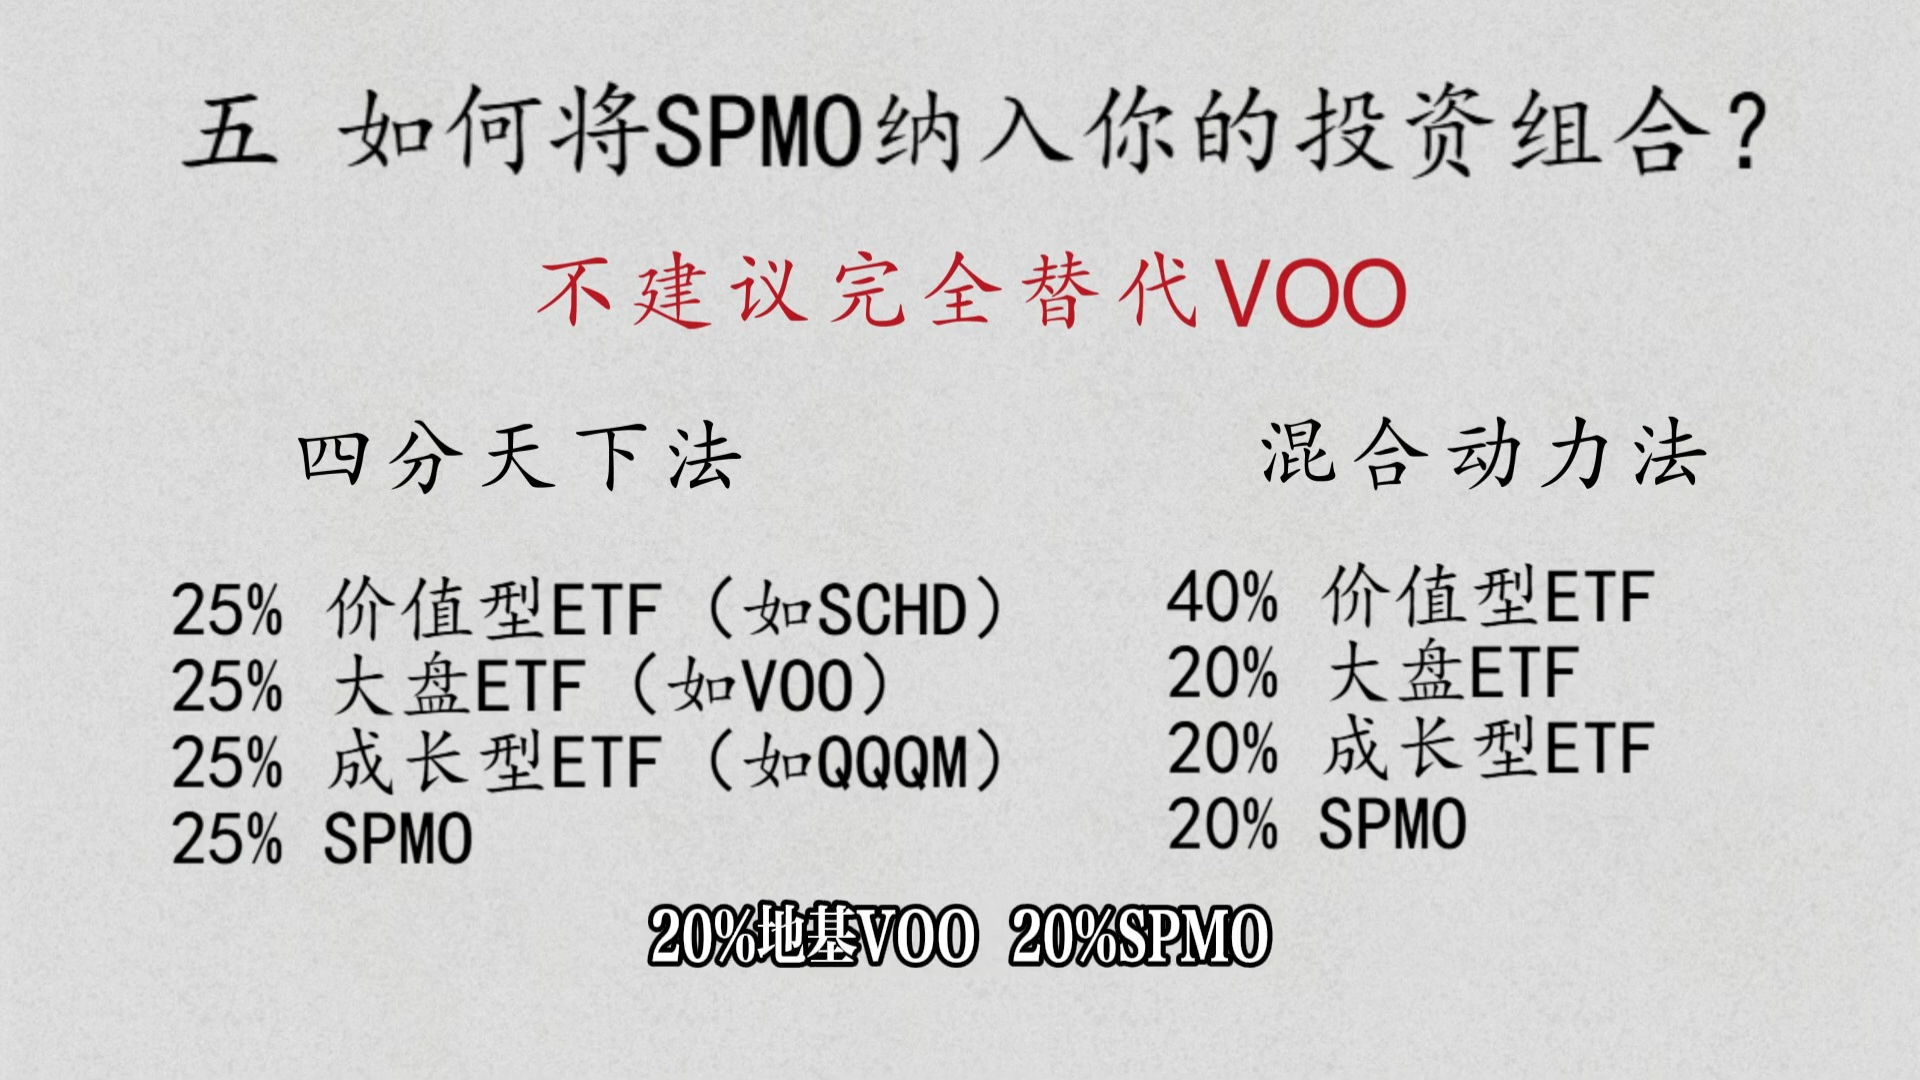 五 如何将SPMO纳入你的投资组合？
不建议完全替代VOO
四分天下法
25% 价值型ETF（如SCHD）
25% 大盘ETF（如VOO）
25% 成长型ETF（如QQQM）
25% SPMO
混合动力法
40% 价值型ETF
20% 大盘ETF
20% 成长型ETF
20% SPMO
20%地基VOO 20%SPMO